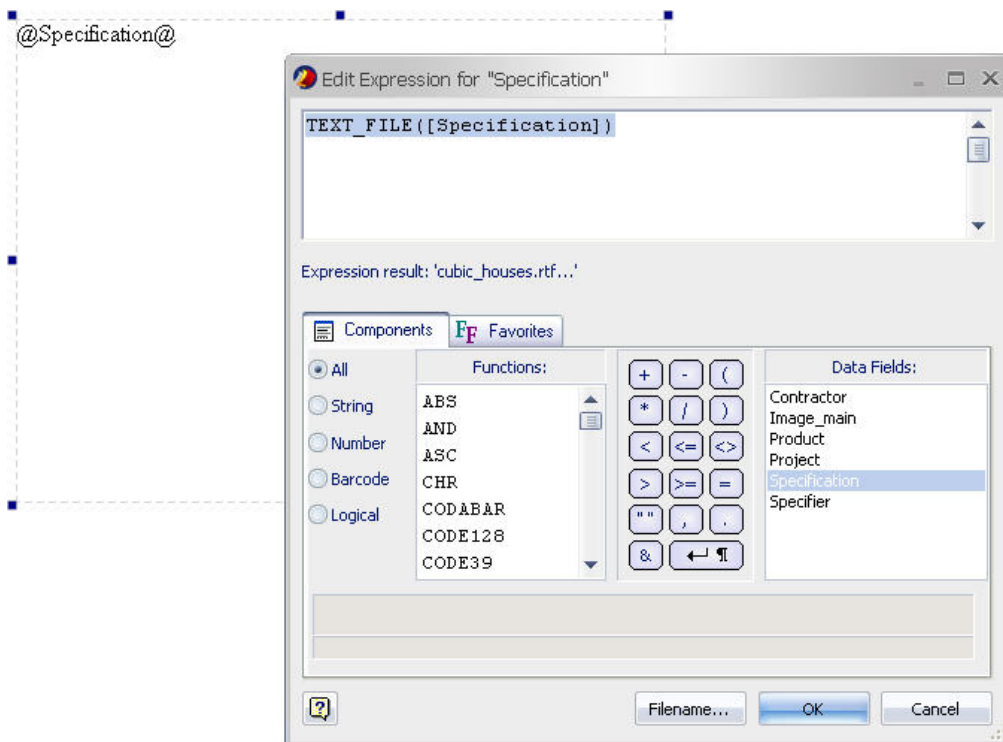 @Specification@
Edit Expression for "Specification"
TEXT_FILE([Specification])
Expression result: 'cubic_houses.rtf...'
Components
FF Favorites
All
String
Number
Barcode
Logical
Functions:
ABS
AND
ASC
CHR
CODABAR
CODE128
CODE39
+ - (
* / )
< <= <>
> >= =
" " , .
& ↵ ¶
Data Fields:
Contractor
Image_main
Product
Project
Specification
Specifier
?
Filename...
OK
Cancel